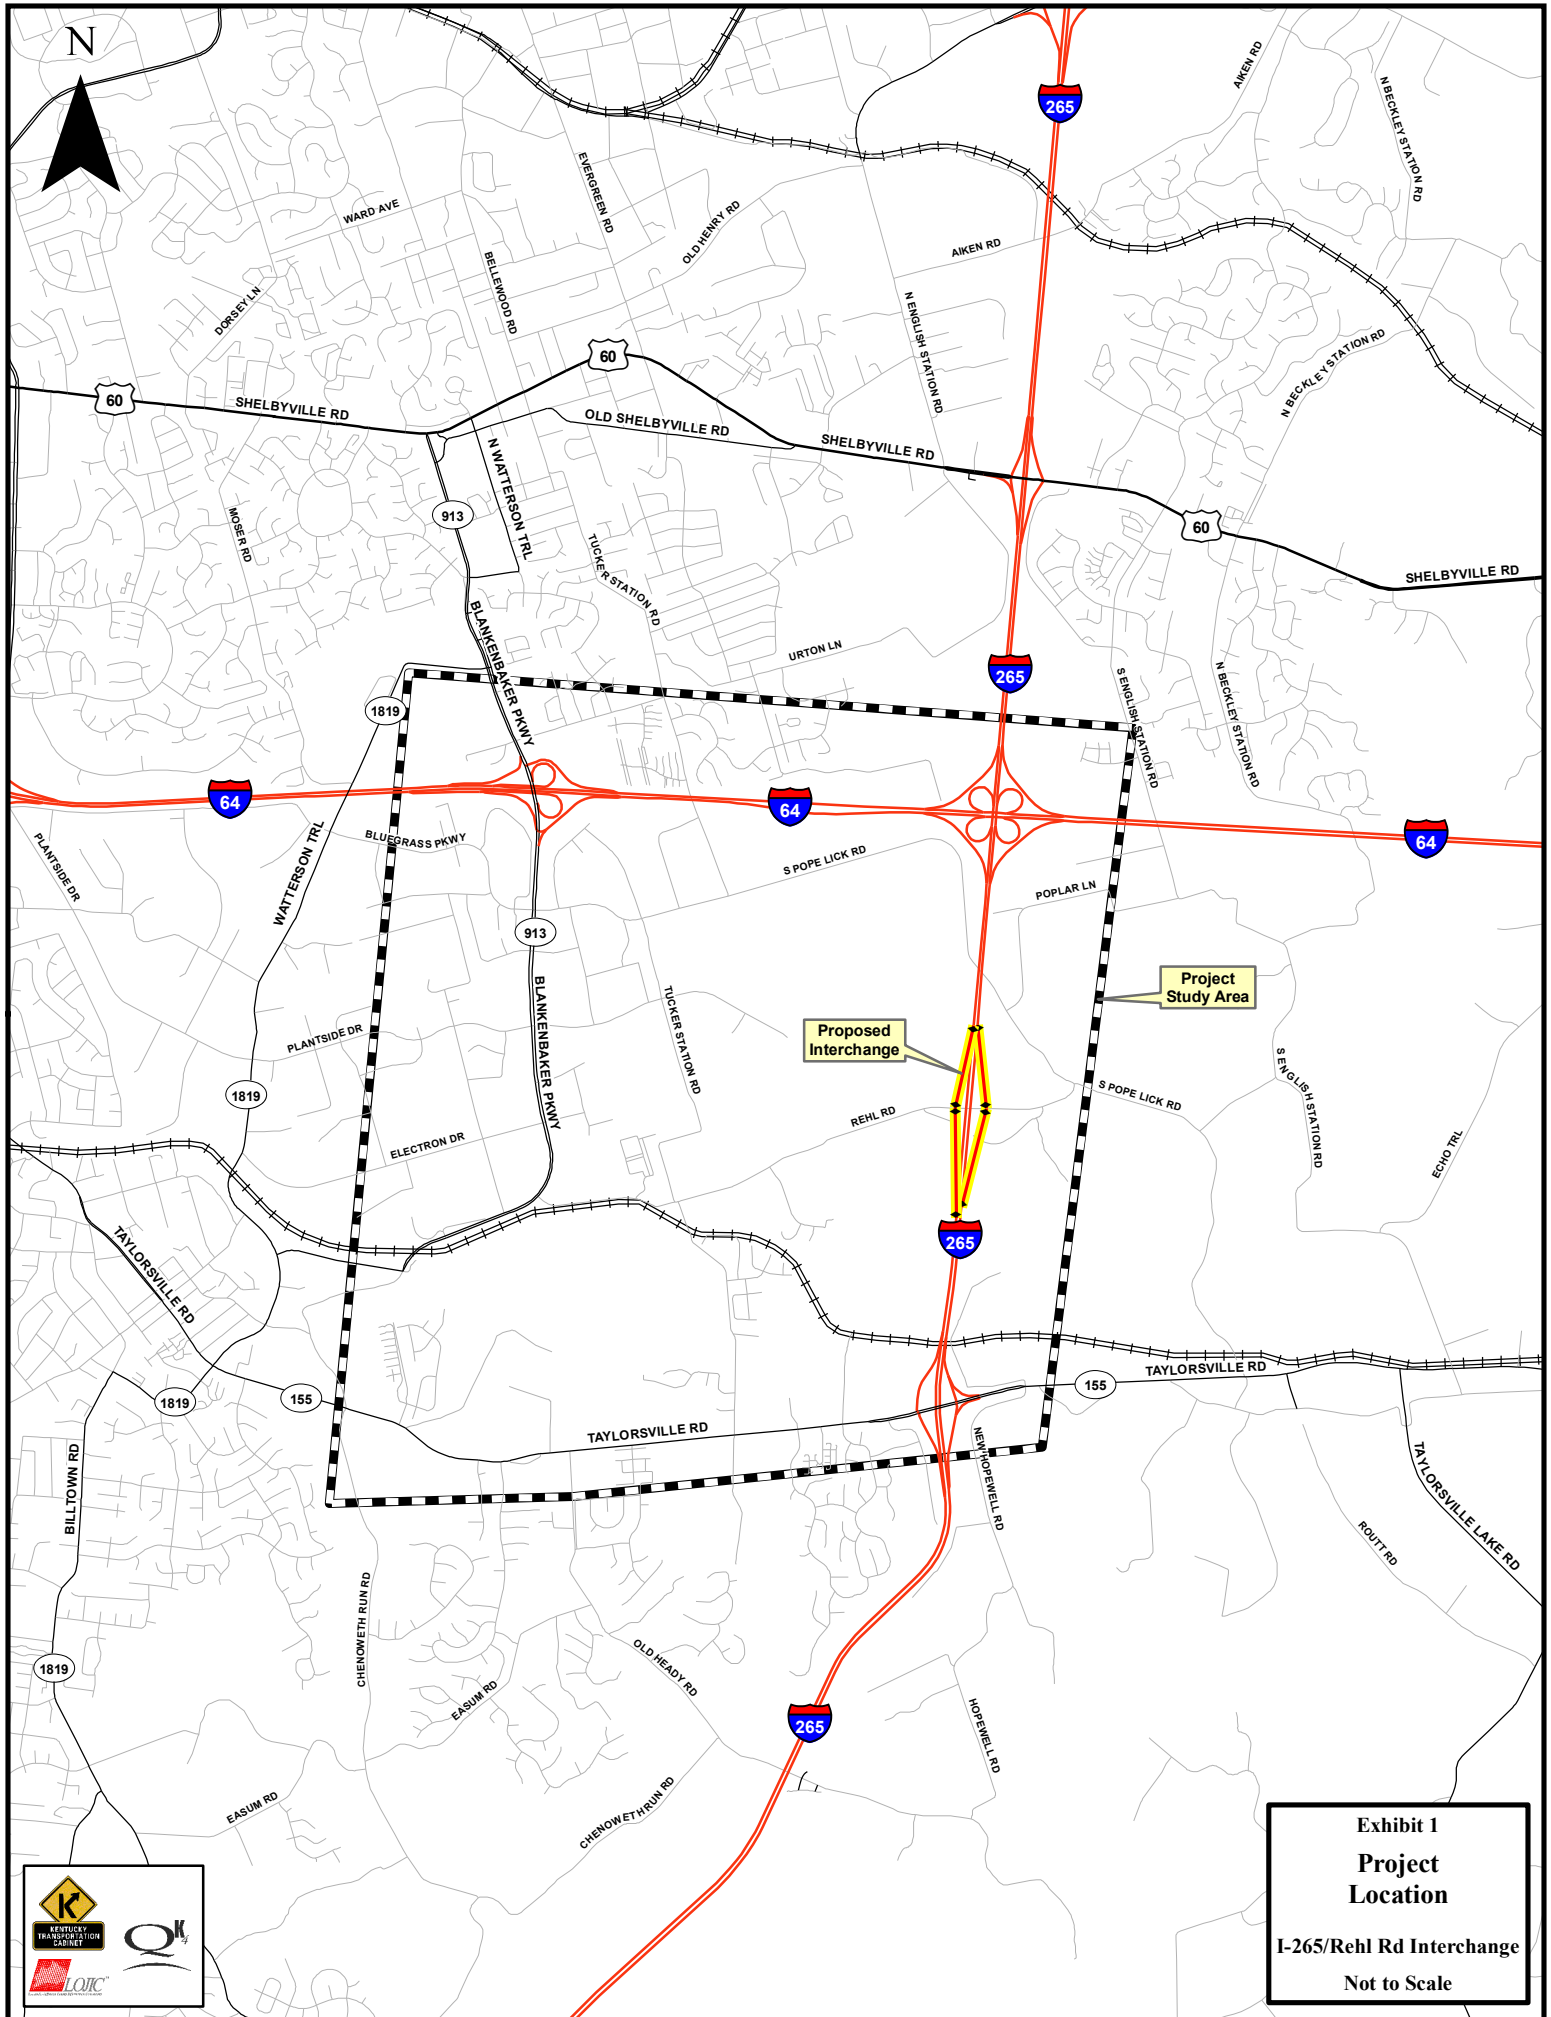 N
265
AIKEN RD
N BECKLEY STATION RD
EVERGREEN RD
WARD AVE
OLD HENRY RD
AIKEN RD
BELLEWOOD RD
DORSEY LN
N ENGLISH STATION RD
N BECKLEY STATION RD
60
60
SHELBYVILLE RD
OLD SHELBYVILLE RD
SHELBYVILLE RD
N WATTERSON TRL
913
MOSER RD
60
SHELBYVILLE RD
TUCKER STATION RD
BLANKENBAKER PKWY
URTON LN
265
S ENGLISH STATION RD
N BECKLEY STATION RD
1819
64
64
64
BLUEGRASS PKWY
PLANTSIDE DR
WATTERSON TRL
S POPE LICK RD
POPLAR LN
913
Project
Study Area
BLANKENBAKER PKWY
TUCKER STATION RD
PLANTSIDE DR
Proposed
Interchange
1819
S POPE LICK RD
S ENGLISH STATION RD
REHL RD
ELECTRON DR
ECHO TRL
265
TAYLORSVILLE RD
TAYLORSVILLE RD
155
155
1819
TAYLORSVILLE RD
NEW HOPEWELL RD
BILLTOWN RD
TAYLORSVILLE LAKE RD
ROUTT RD
CHENOWETH RUN RD
OLD HEADY RD
1819
EASUM RD
HOPEWELL RD
265
EASUM RD
CHENOWETH RUN RD
Exhibit 1
Project
Location
I-265/Rehl Rd Interchange
Not to Scale
KENTUCKY
TRANSPORTATION
CABINET
QK4
LOJIC